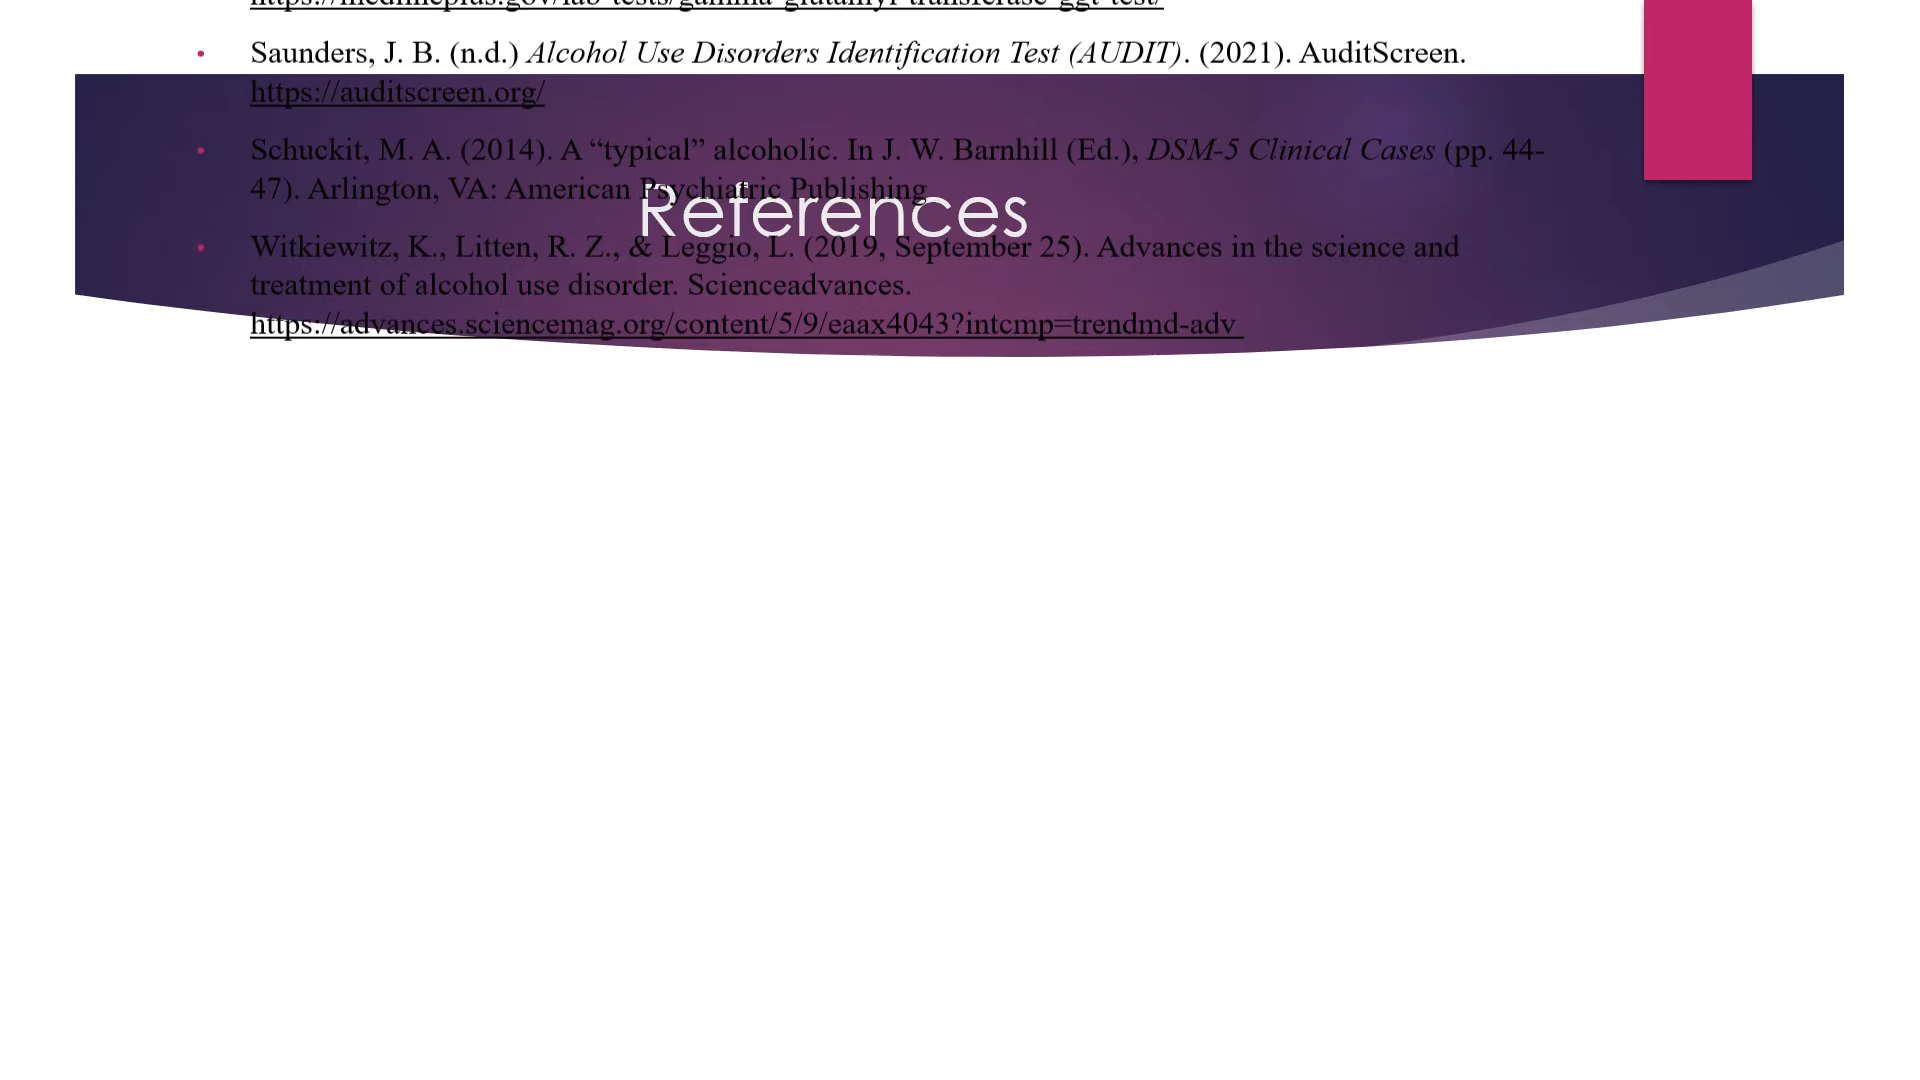 https://medlineplus.gov/lab-tests/gamma-glutamyl-transferase-ggt-test/
• Saunders, J. B. (n.d.) Alcohol Use Disorders Identification Test (AUDIT). (2021). AuditScreen.
https://auditscreen.org/
• Schuckit, M. A. (2014). A “typical” alcoholic. In J. W. Barnhill (Ed.), DSM-5 Clinical Cases (pp. 44-
47). Arlington, VA: American Psychiatric Publishing
References
• Witkiewitz, K., Litten, R. Z., & Leggio, L. (2019, September 25). Advances in the science and
treatment of alcohol use disorder. Scienceadvances.
https://advances.sciencemag.org/content/5/9/eaax4043?intcmp=trendmd-adv